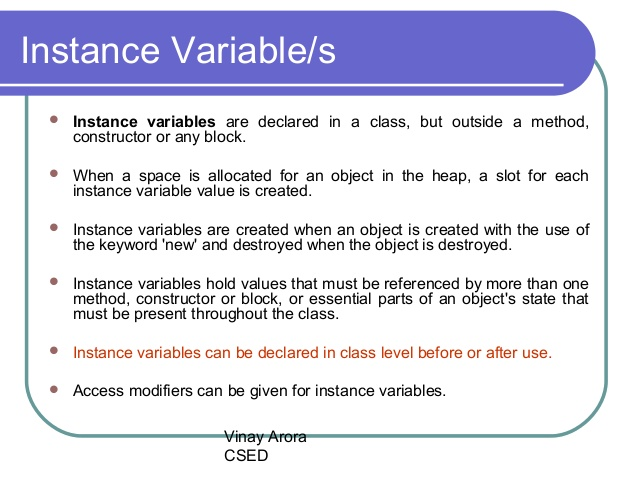 Instance Variable/s
Instance variables are declared in a class, but outside a method,
constructor or any block.
When a space is allocated for an object in the heap, a slot for each
instance variable value is created.
Instance variables are created when an object is created with the use of
the keyword 'new' and destroyed when the object is destroyed.
Instance variables hold values that must be referenced by more than one
method, constructor or block, or essential parts of an object's state that
must be present throughout the class.
Instance variables can be declared in class level before or after use.
Access modifiers can be given for instance variables.
Vinay Arora
CSED